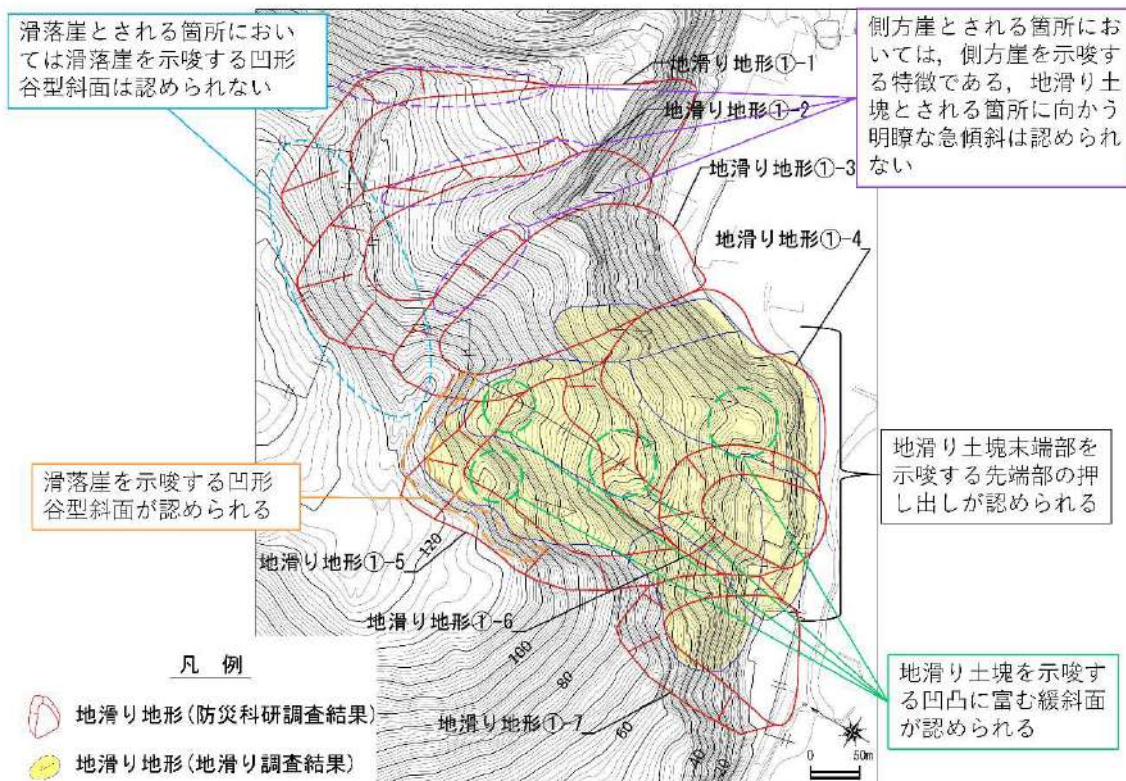 滑落崖とされる箇所にお
いては滑落崖を示唆する凹形
谷型斜面は認められない
側方崖とされる箇所にお
いては，側方崖を示唆す
る特徴である，地滑り土
塊とされる箇所に向かう
明瞭な急傾斜は認められ
ない
地滑り地形①-1
地滑り地形①-2
地滑り地形①-3
地滑り地形①-4
地滑り土塊末端部を
示唆する先端部の押
し出しが認められる
滑落崖を示唆する凹形
谷型斜面が認められる
120
地滑り地形①-5
地滑り地形①-6
100
80
60
40
20
地滑り地形①-7
地滑り土塊を示唆す
る凹凸に富む緩斜面
が認められる
凡 例
地滑り地形(防災科研調査結果)
地滑り地形(地滑り調査結果)
0 50m